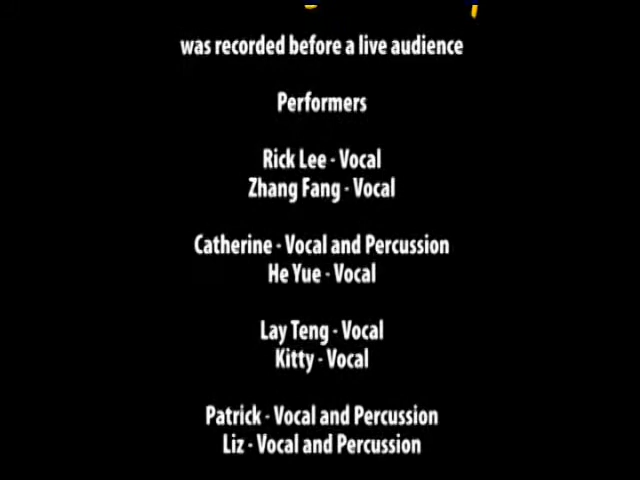 was recorded before a live audience
Performers
Rick Lee - Vocal
Zhang Fang - Vocal
Catherine - Vocal and Percussion
He Yue - Vocal
Lay Teng - Vocal
Kitty - Vocal
Patrick - Vocal and Percussion
Liz - Vocal and Percussion